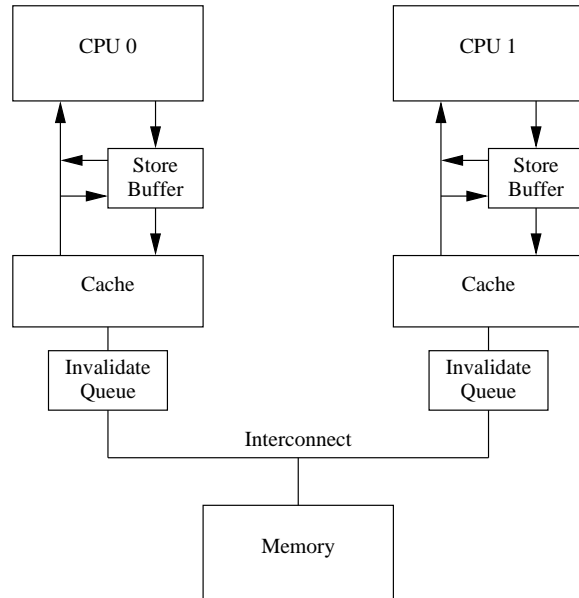 CPU 0
CPU 1
Store
Buffer
Store
Buffer
Cache
Cache
Invalidate
Queue
Invalidate
Queue
Interconnect
Memory